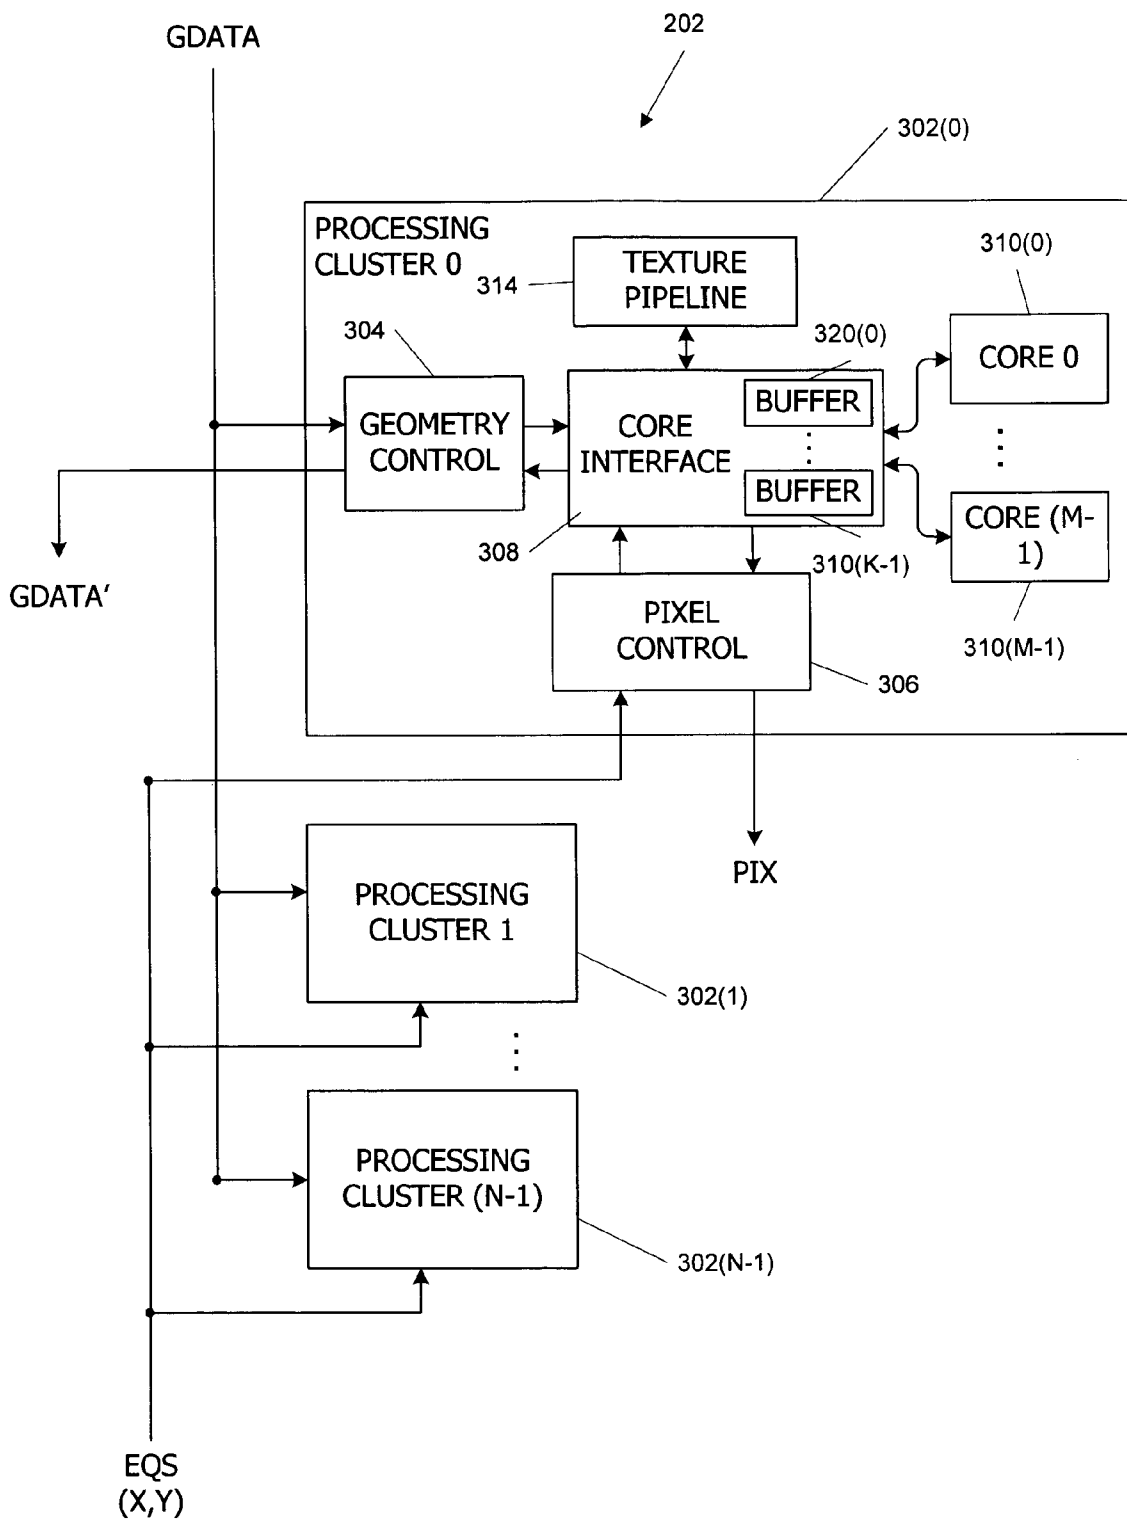 GDATA
202
302(0)
PROCESSING
CLUSTER 0
314
TEXTURE
PIPELINE
310(0)
304
320(0)
CORE 0
GEOMETRY
CONTROL
CORE
INTERFACE
BUFFER
BUFFER
CORE (M-
1)
308
310(K-1)
GDATA'
PIXEL
CONTROL
310(M-1)
306
PIX
PROCESSING
CLUSTER 1
302(1)
PROCESSING
CLUSTER (N-1)
302(N-1)
EQS
(X,Y)